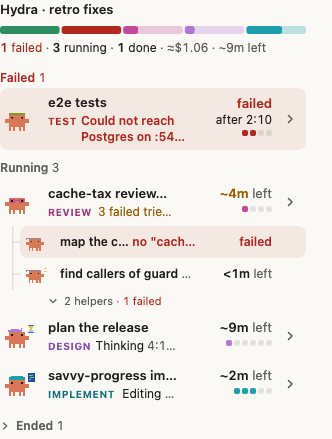 Hydra · retro fixes
1 failed · 3 running · 1 done · ≈$1.06 · ~9m left
Failed 1
e2e tests failed
TEST Could not reach after 2:10
Postgres on :54...
Running 3
cache-tax review... ~4m left
REVIEW 3 failed trie...
map the c... no "cach... failed
find callers of guard ... <1m left
2 helpers · 1 failed
plan the release ~9m left
DESIGN Thinking 4:1...
savvy-progress im... ~2m left
IMPLEMENT Editing ...
Ended 1